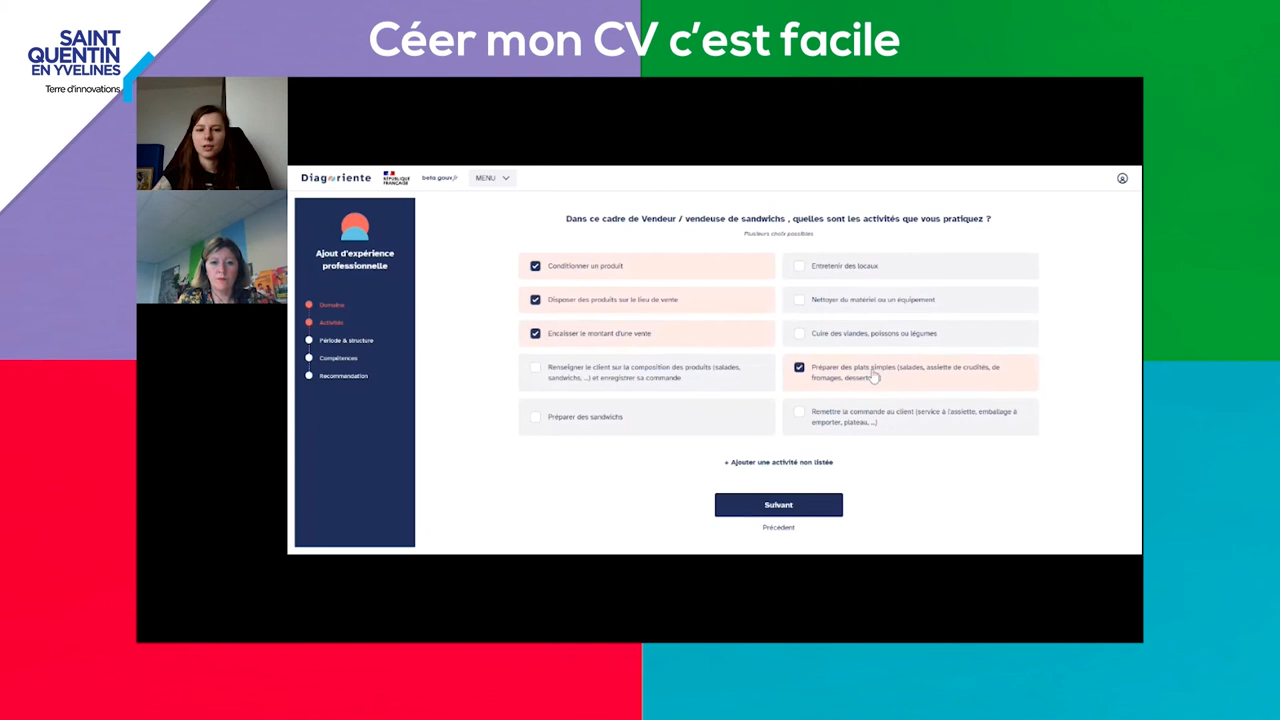 Céer mon CV c'est facile
SAINT
QUENTIN
EN YVELINES
Terre d'innovations
Diagoriente
RÉPUBLIQUE
FRANÇAISE
beta.gouv.fr
MENU
Ajout d'expérience
professionnelle
Domaine
Activités
Période & structure
Compétences
Recommandation
Dans ce cadre de Vendeur / vendeuse de sandwichs , quelles sont les activités que vous pratiquez ?
Plusieurs choix possibles
Conditionner un produit
Entretenir des locaux
Disposer des produits sur le lieu de vente
Nettoyer du matériel ou un équipement
Encaisser le montant d'une vente
Cuire des viandes, poissons ou légumes
Renseigner le client sur la composition des produits (salades,
sandwichs, ...) et enregistrer sa commande
Préparer des plats simples (salades, assiette de crudités, de
fromages, desserts
Préparer des sandwichs
Remettre la commande au client (service à l'assiette, emballage à
emporter, plateau, ...)
+ Ajouter une activité non listée
Suivant
Précédent